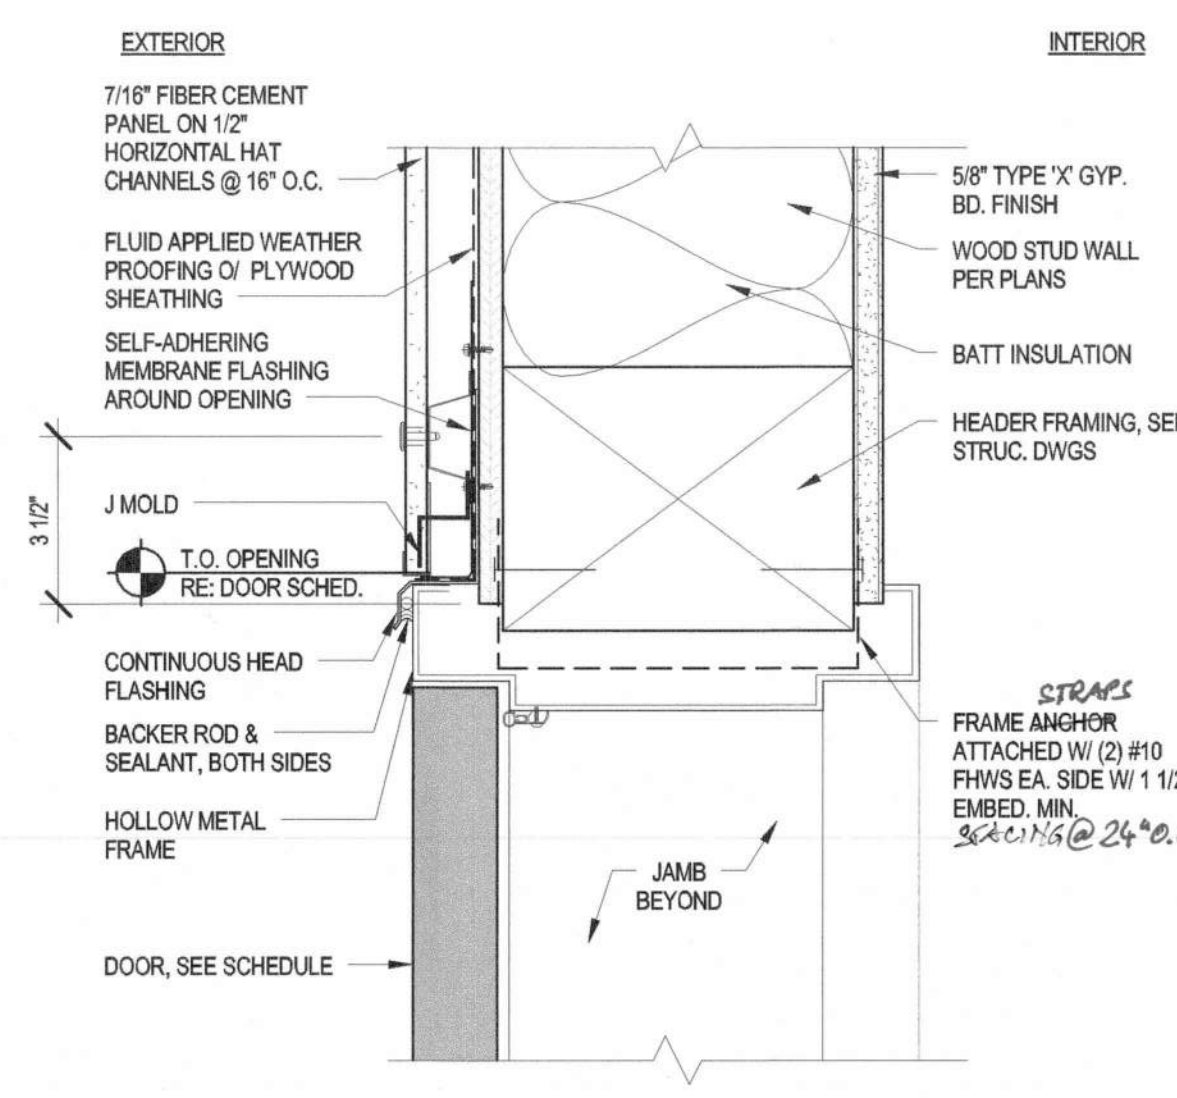 EXTERIOR
7/16" FIBER CEMENT
PANEL ON 1/2"
HORIZONTAL HAT
CHANNELS @ 16" O.C.
FLUID APPLIED WEATHER
PROOFING O/ PLYWOOD
SHEATHING
SELF-ADHERING
MEMBRANE FLASHING
AROUND OPENING
3 1/2"
J MOLD
T.O. OPENING
RE: DOOR SCHED.
CONTINUOUS HEAD
FLASHING
BACKER ROD &
SEALANT, BOTH SIDES
HOLLOW METAL
FRAME
DOOR, SEE SCHEDULE
JAMB
BEYOND
INTERIOR
5/8" TYPE 'X' GYP.
BD. FINISH
WOOD STUD WALL
PER PLANS
BATT INSULATION
HEADER FRAMING,
STRUC. DWGS
STRAPS
FRAME ANCHOR
ATTACHED W/ (2) #10
FHWS EA. SIDE W/ 1
EMBED. MIN.
SPACING @ 24" O.